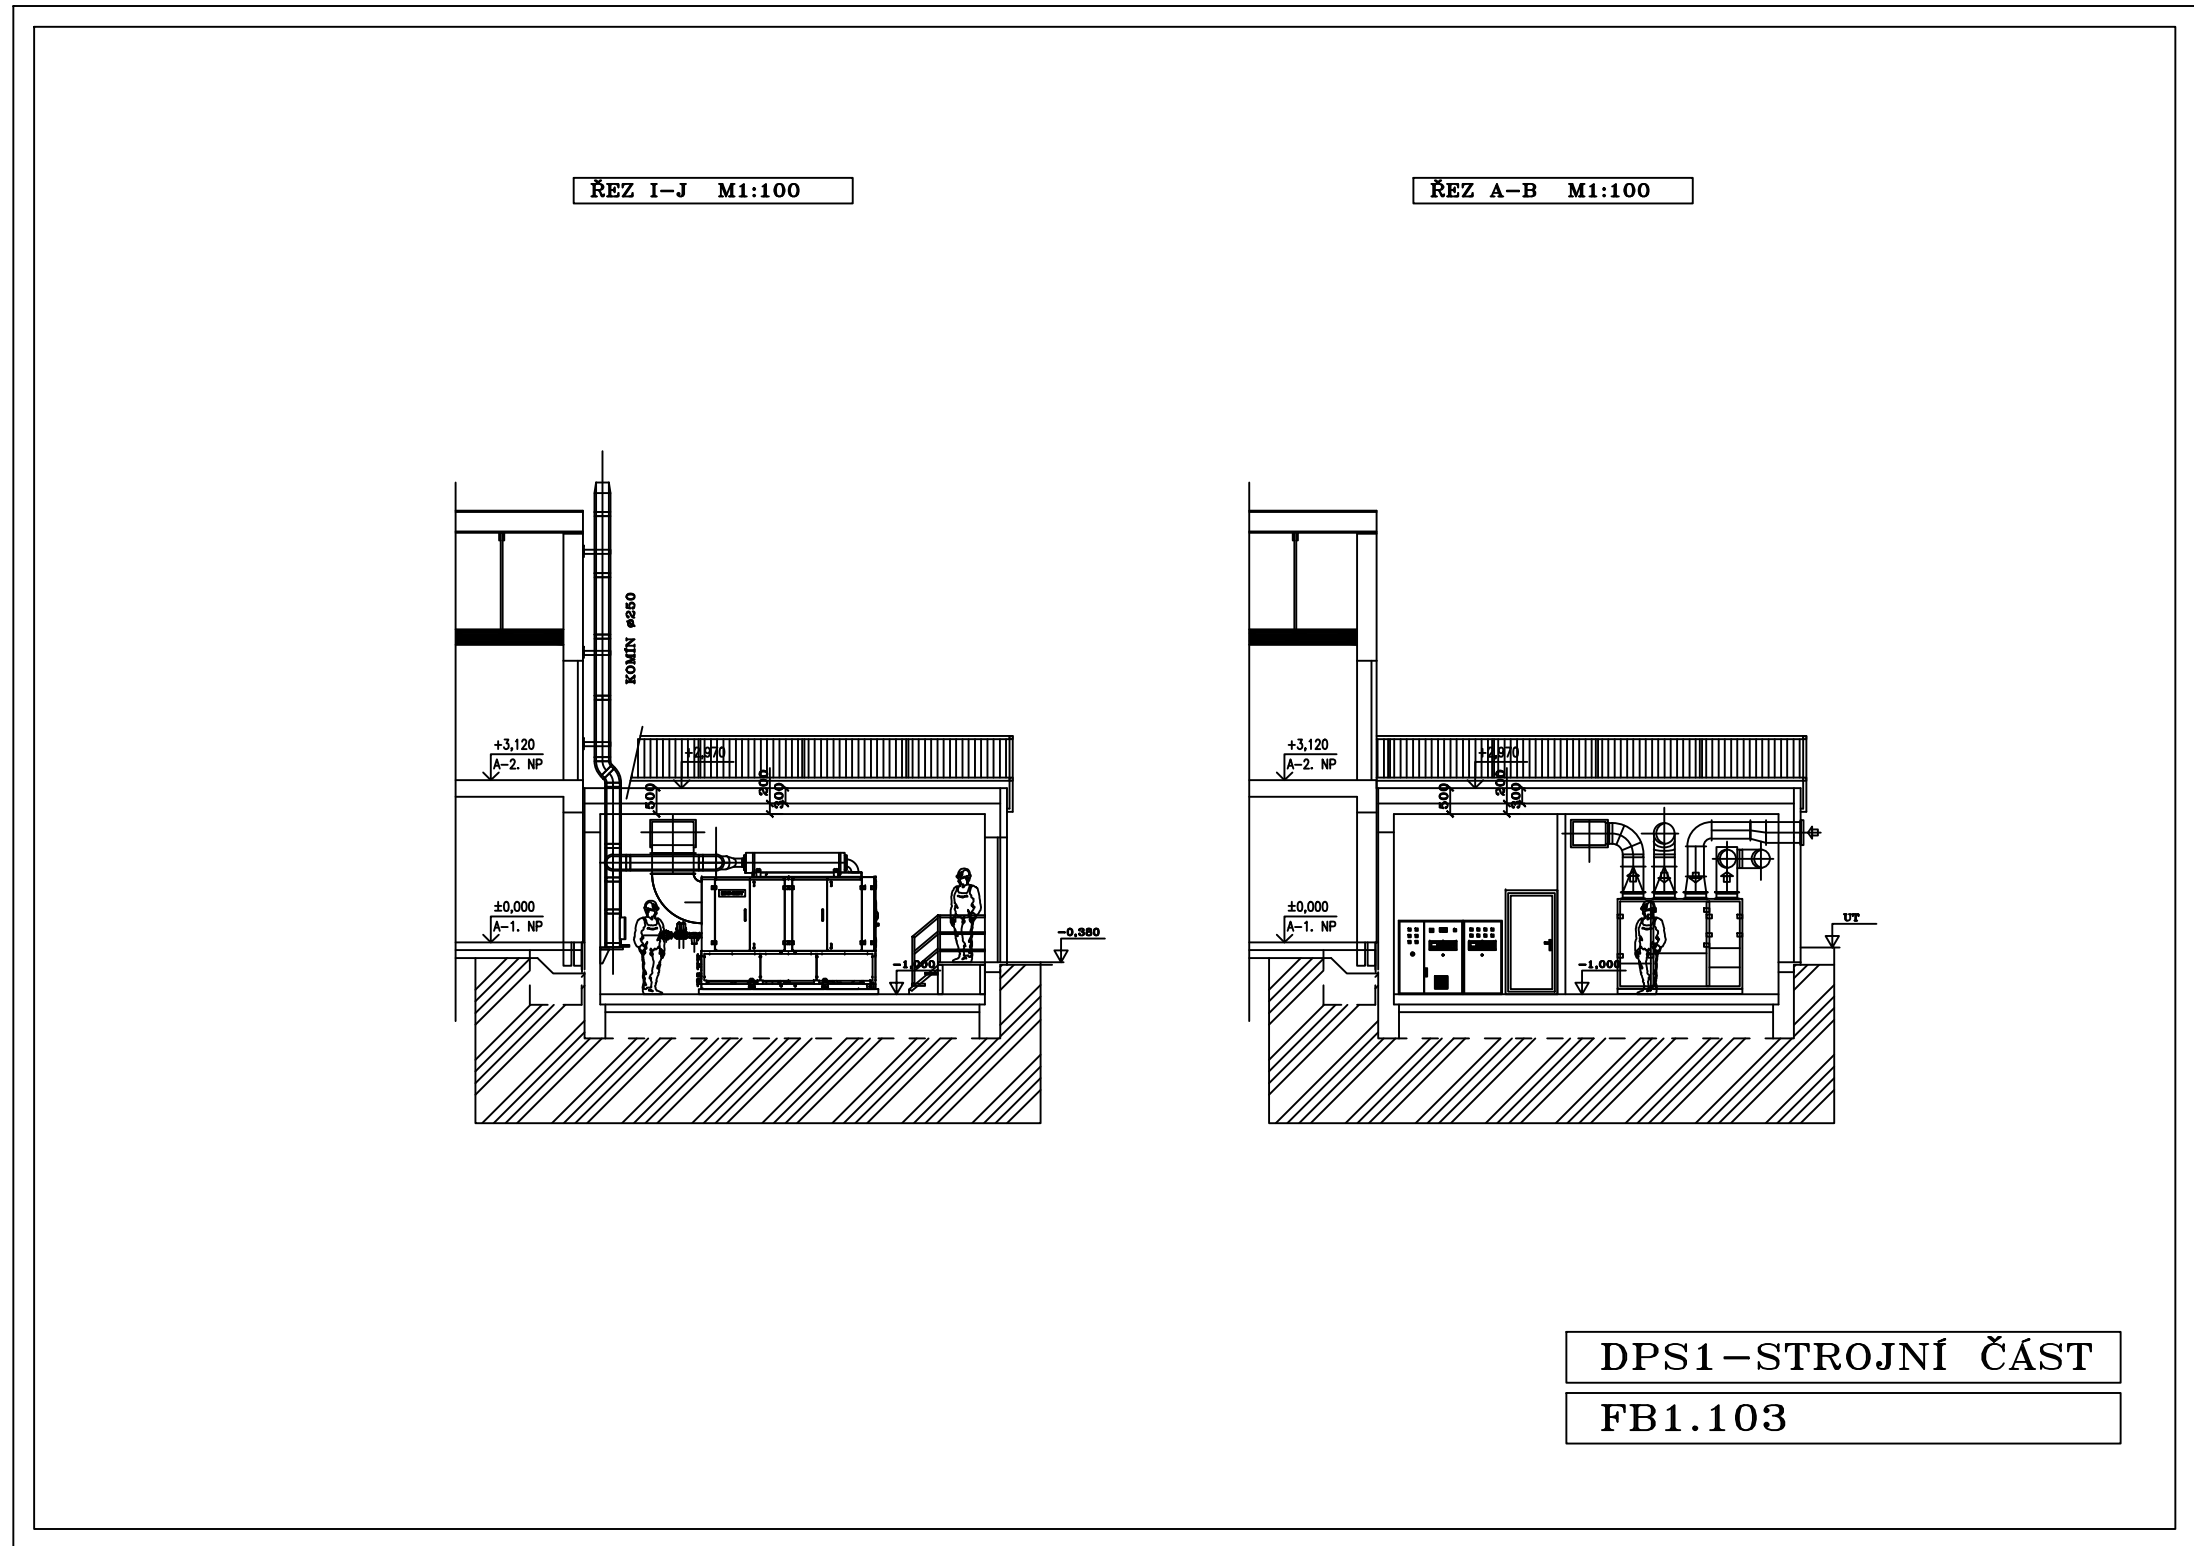 ŘEZ I-J M1:100
ŘEZ A-B M1:100
KOMÍN ø250
+3,120
A-2. NP
+2,970
500
200
300
±0,000
A-1. NP
-1,000
-0,380
+3,120
A-2. NP
+2,970
500
200
300
±0,000
A-1. NP
-1,000
UT
DPS1-STROJNÍ ČÁST
FB1.103